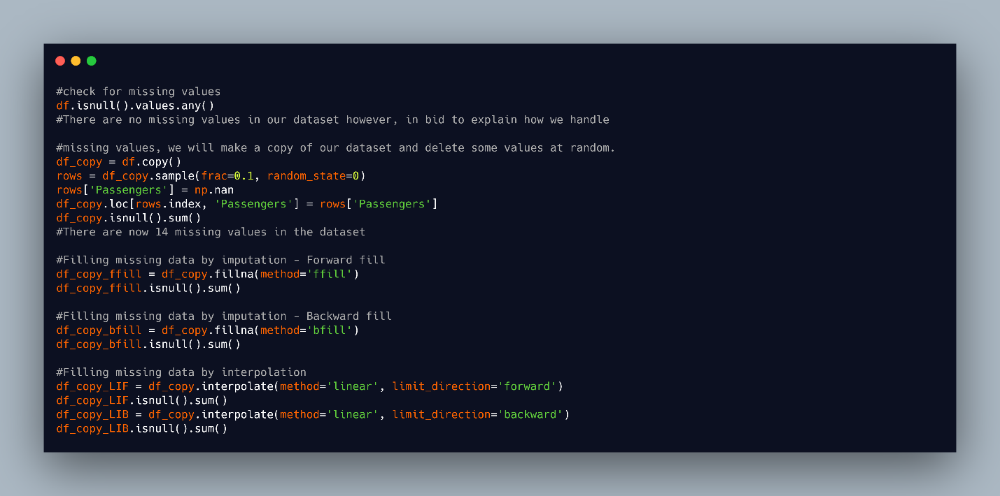 #check for missing values
df.isnull().values.any()
#There are no missing values in our dataset however, in bid to explain how we handle
#missing values, we will make a copy of our dataset and delete some values at random.
df_copy = df.copy()
rows = df_copy.sample(frac=0.1, random_state=0)
rows['Passengers'] = np.nan
df_copy.loc[rows.index, 'Passengers'] = rows['Passengers']
df_copy.isnull().sum()
#There are now 14 missing values in the dataset
#Filling missing data by imputation - Forward fill
df_copy_ffill = df_copy.fillna(method='ffill')
df_copy_ffill.isnull().sum()
#Filling missing data by imputation - Backward fill
df_copy_bfill = df_copy.fillna(method='bfill')
df_copy_bfill.isnull().sum()
#Filling missing data by interpolation
df_copy_LIF = df_copy.interpolate(method='linear', limit_direction='forward')
df_copy_LIF.isnull().sum()
df_copy_LIB = df_copy.interpolate(method='linear', limit_direction='backward')
df_copy_LIB.isnull().sum()